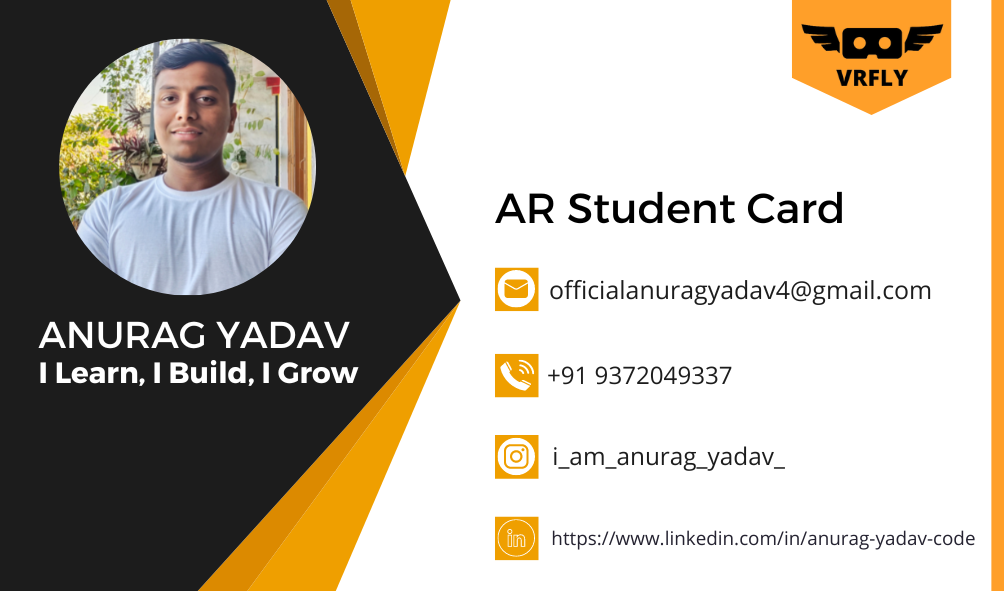 VRFLY
AR Student Card
officialanuragyadav4@gmail.com
+91 9372049337
i_am_anurag_yadav_
https://www.linkedin.com/in/anurag-yadav-code
ANURAG YADAV
I Learn, I Build, I Grow